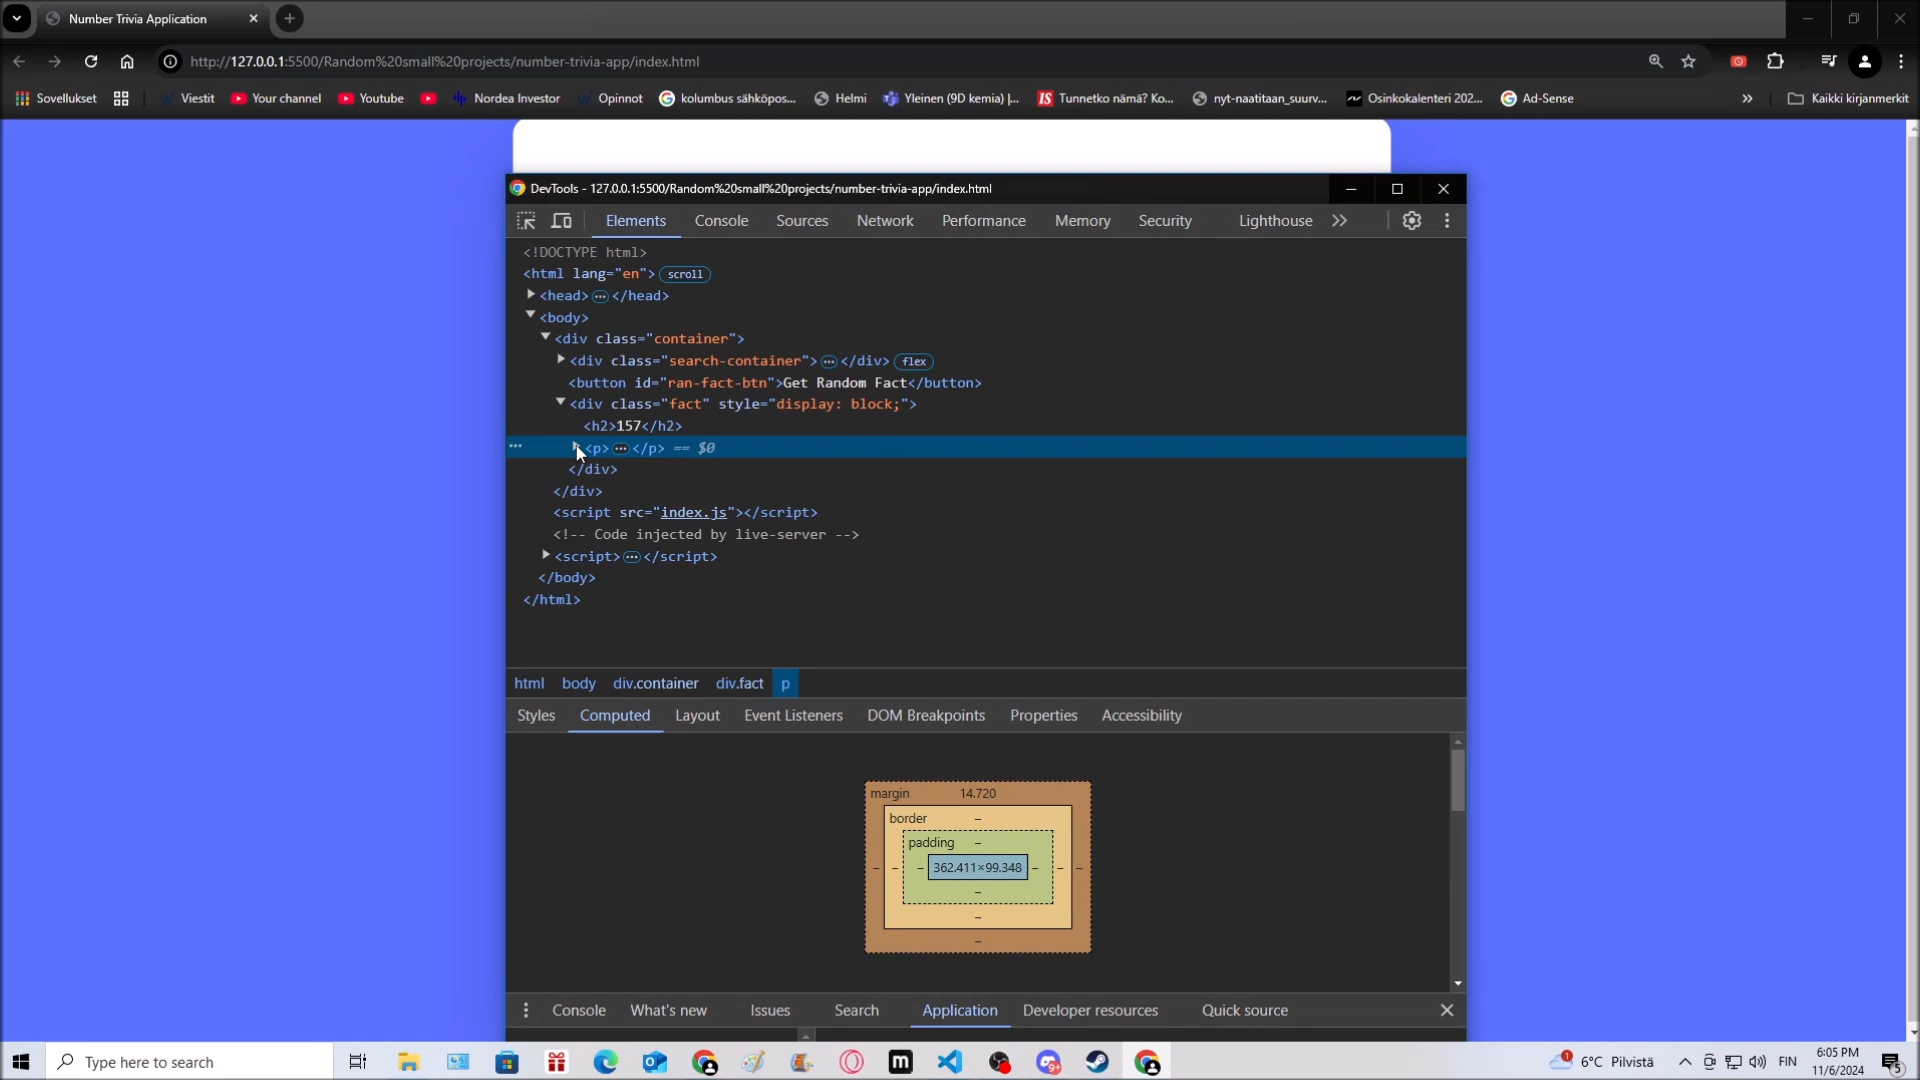 Number Trivia Application
http://127.0.0.1:5500/Random%20small%20projects/number-trivia-app/index.html
Sovellukset Viestit Your channel Youtube Nordea Investor Opinnot kolumbus sähköpos... Helmi Yleinen (9D kemia) |... Tunnetko nämä? Ko... nyt-naatitaan_suurv... Osinkokalenteri 202... Ad-Sense » Kaikki kirjanmerkit
DevTools - 127.0.0.1:5500/Random%20small%20projects/number-trivia-app/index.html
Elements Console Sources Network Performance Memory Security Lighthouse
<!DOCTYPE html>
<html lang="en"> scroll
<head> ··· </head>
<body>
<div class="container">
<div class="search-container"> ··· </div> flex
<button id="ran-fact-btn">Get Random Fact</button>
<div class="fact" style="display: block;">
<h2>157</h2>
··· <p> ··· </p> == $0
</div>
</div>
<script src="index.js"></script>
<!-- Code injected by live-server -->
<script> ··· </script>
</body>
</html>
html body div.container div.fact p
Styles Computed Layout Event Listeners DOM Breakpoints Properties Accessibility
margin 14.720
border –
padding –
– – – 362.411×99.348 – – –
–
–
–
Console What's new Issues Search Application Developer resources Quick source
Type here to search
1 6°C Pilvistä FIN 6:05 PM
11/6/2024 5
9+